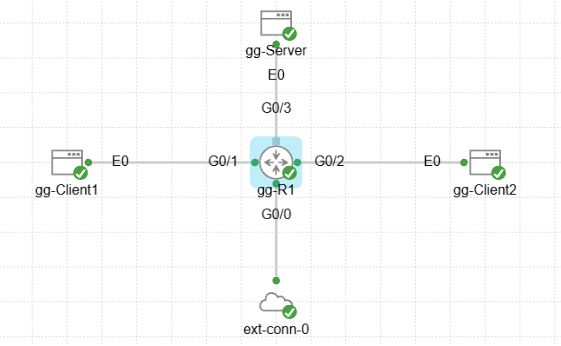 gg-Server
E0
G0/3
E0
G0/1
G0/2
E0
gg-Client1
gg-R1
gg-Client2
G0/0
ext-conn-0